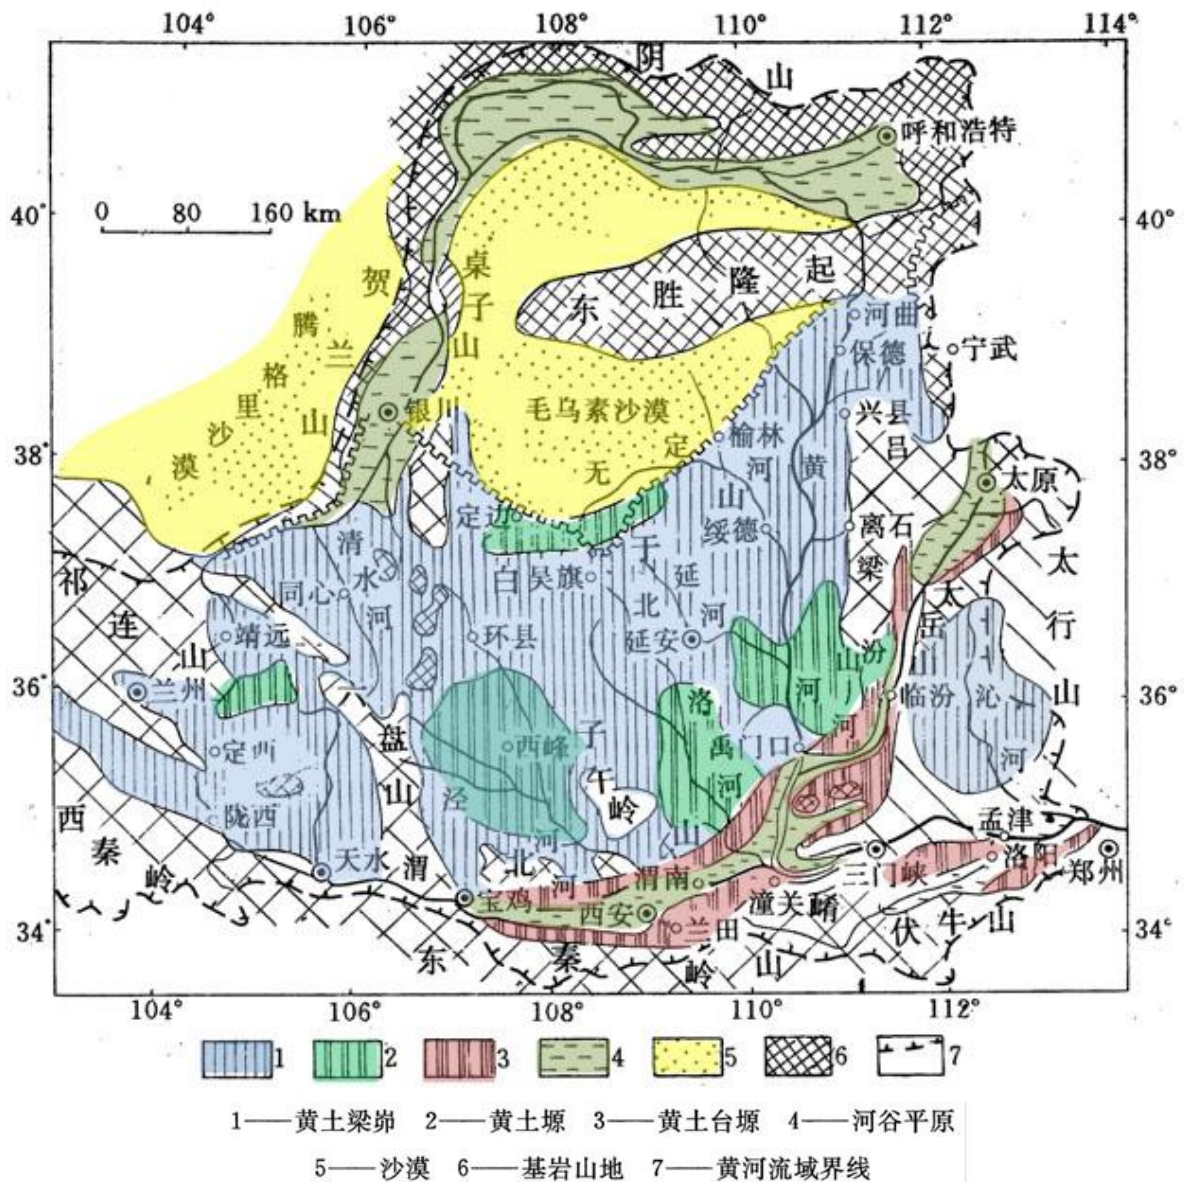 104° 106° 108° 110° 112° 114°
阴山
呼和浩特
40° 0 80 160 km 40°
贺兰山
桌子山
东胜隆起
腾格里沙漠
河曲
保德
宁武
银川
毛乌素沙漠
兴县
38° 38°
榆林
无定河
黄河
吕梁山
太原
定边
绥德
离石
清水河
白于山
吴旗
延河
祁连山
同心
靖远
环县
北洛河
延安
太岳山
太行山
汾河
36° 36°
兰州
六盘山
临汾
沁河
定西
西峰
子午岭
禹门口
陇西
泾河
孟津
西秦岭
天水
渭河
北山
三门峡
洛阳
郑州
宝鸡
渭南
西安
潼关
崤山
兰田
伏牛山
34° 34°
东秦岭
104° 106° 108° 110° 112°
1 2 3 4 5 6 7
1——黄土梁峁 2——黄土塬 3——黄土台塬 4——河谷平原
5——沙漠 6——基岩山地 7——黄河流域界线